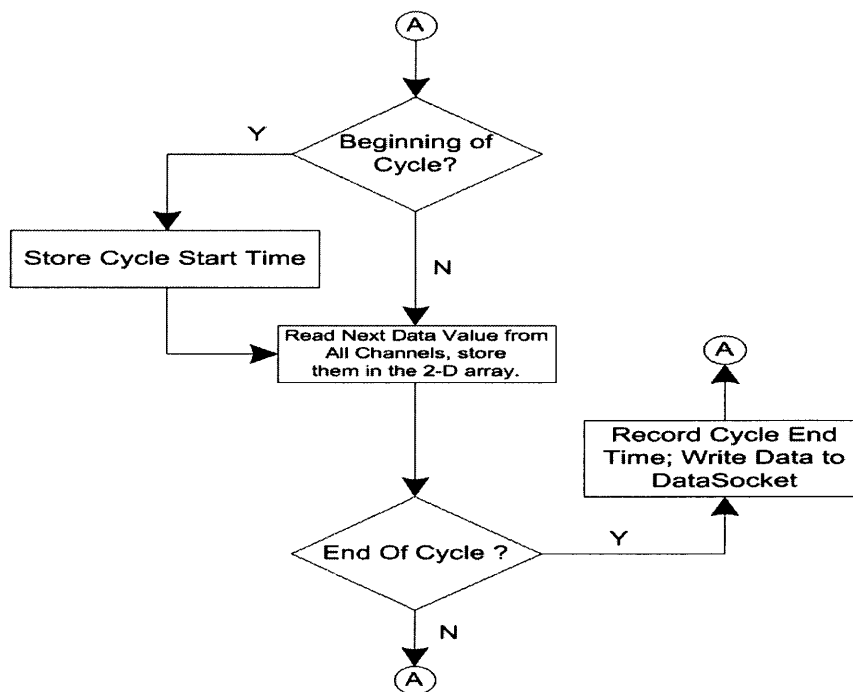 A
Y
Beginning of
Cycle?
Store Cycle Start Time
N
Read Next Data Value from
All Channels, store
them in the 2-D array.
A
Record Cycle End
Time; Write Data to
DataSocket
End Of Cycle ?
Y
N
A